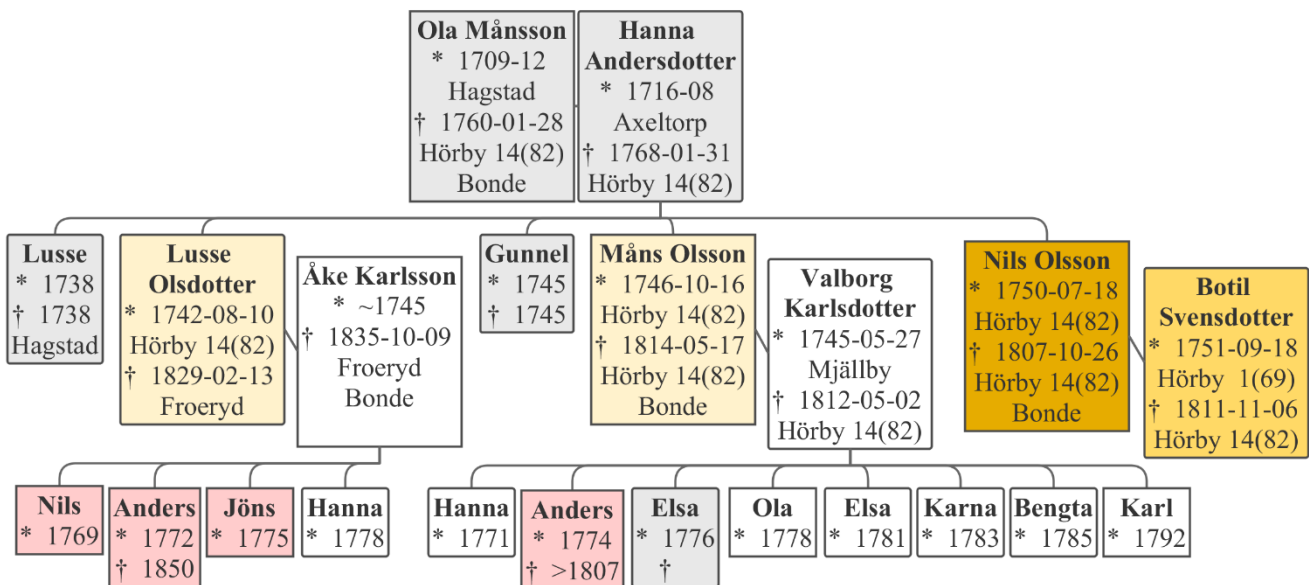 Ola Månsson
* 1709-12
Hagstad
† 1760-01-28
Hörby 14(82)
Bonde
Hanna
Andersdotter
* 1716-08
Axeltorp
† 1768-01-31
Hörby 14(82)
Lusse
* 1738
† 1738
Hagstad
Lusse
Olsdotter
* 1742-08-10
Hörby 14(82)
† 1829-02-13
Froeryd
Åke Karlsson
* ~1745
† 1835-10-09
Froeryd
Bonde
Gunnel
* 1745
† 1745
Måns Olsson
* 1746-10-16
Hörby 14(82)
† 1814-05-17
Hörby 14(82)
Bonde
Valborg
Karlsdotter
* 1745-05-27
Mjällby
† 1812-05-02
Hörby 14(82)
Nils Olsson
* 1750-07-18
Hörby 14(82)
† 1807-10-26
Hörby 14(82)
Bonde
Botil
Svensdotter
* 1751-09-18
Hörby 1(69)
† 1811-11-06
Hörby 14(82)
Nils
* 1769
Anders
* 1772
† 1850
Jöns
* 1775
Hanna
* 1778
Hanna
* 1771
Anders
* 1774
† >1807
Elsa
* 1776
†
Ola
* 1778
Elsa
* 1781
Karna
* 1783
Bengta
* 1785
Karl
* 1792